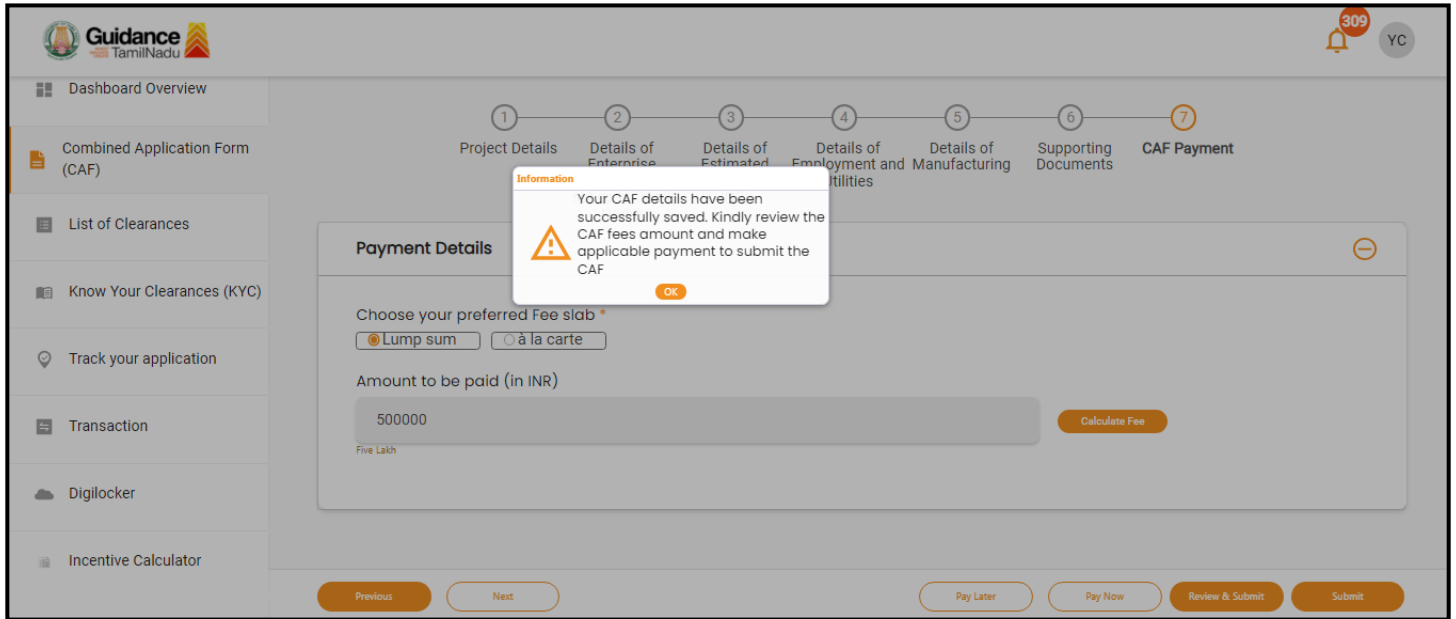 Guidance
TamilNadu
309
YC
Dashboard Overview
Combined Application Form
(CAF)
List of Clearances
Know Your Clearances (KYC)
Track your application
Transaction
Digilocker
Incentive Calculator
1
2
3
4
5
6
7
Project Details
Details of
Enterprise
Details of
Estimated
Details of
Employment and
Utilities
Details of
Manufacturing
Supporting
Documents
CAF Payment
Information
Your CAF details have been
successfully saved. Kindly review the
CAF fees amount and make
applicable payment to submit the
CAF
OK
Payment Details
Choose your preferred Fee slab *
Lump sum
à la carte
Amount to be paid (in INR)
500000
Calculate Fee
Five Lakh
Previous
Next
Pay Later
Pay Now
Review & Submit
Submit